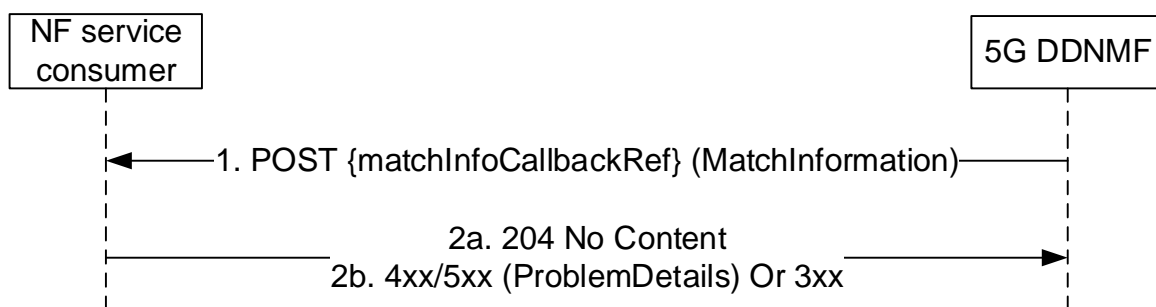 NF service
consumer
5G DDNMF
1. POST {matchInfoCallbackRef} (MatchInformation)
2a. 204 No Content
2b. 4xx/5xx (ProblemDetails) Or 3xx